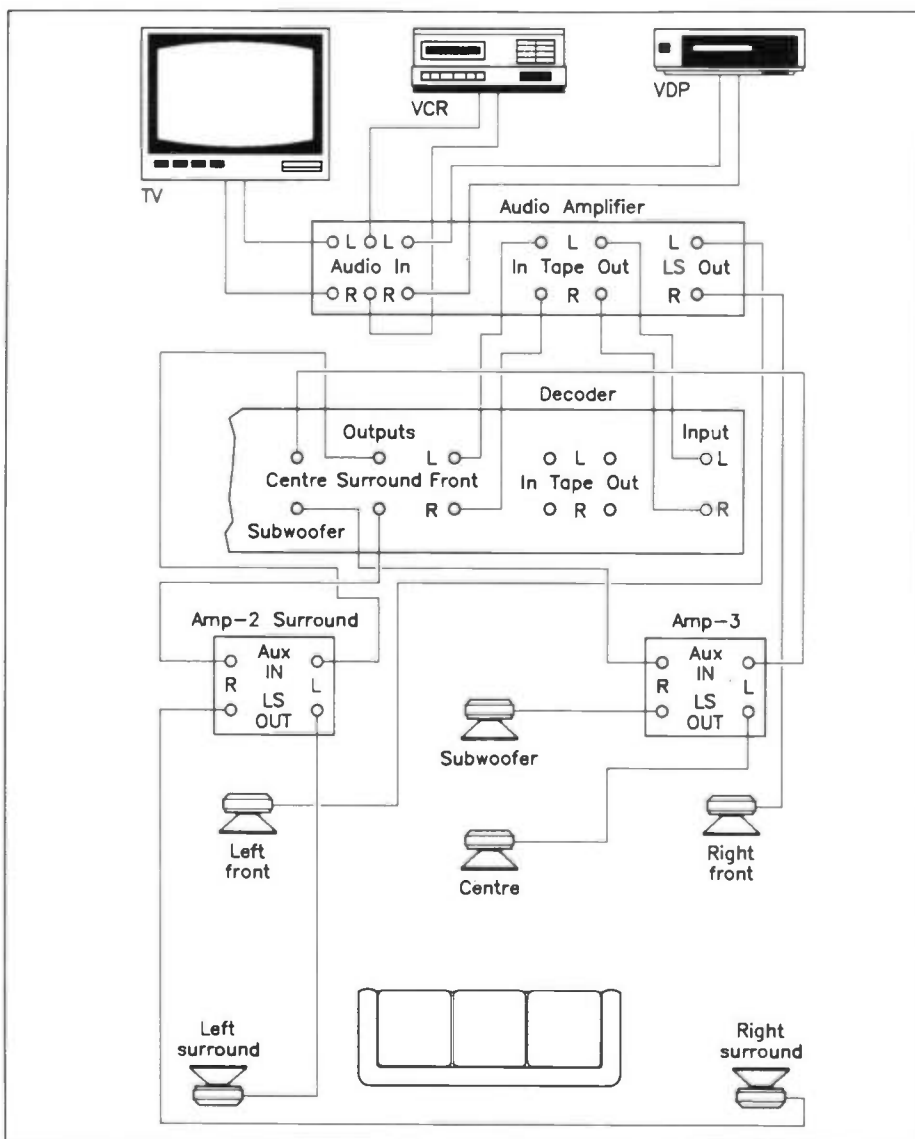 VCR
VDP
TV
Audio Amplifier
L L L L
Audio In In Tape Out LS Out
R R R R
Decoder
Outputs Input
L L L
Centre Surround Front In Tape Out
R R R
Subwoofer
Amp-2 Surround Amp-3
Aux Aux
IN IN
R L R L
LS LS
OUT OUT
Subwoofer
Left
front
Centre
Right
front
Left
surround
Right
surround